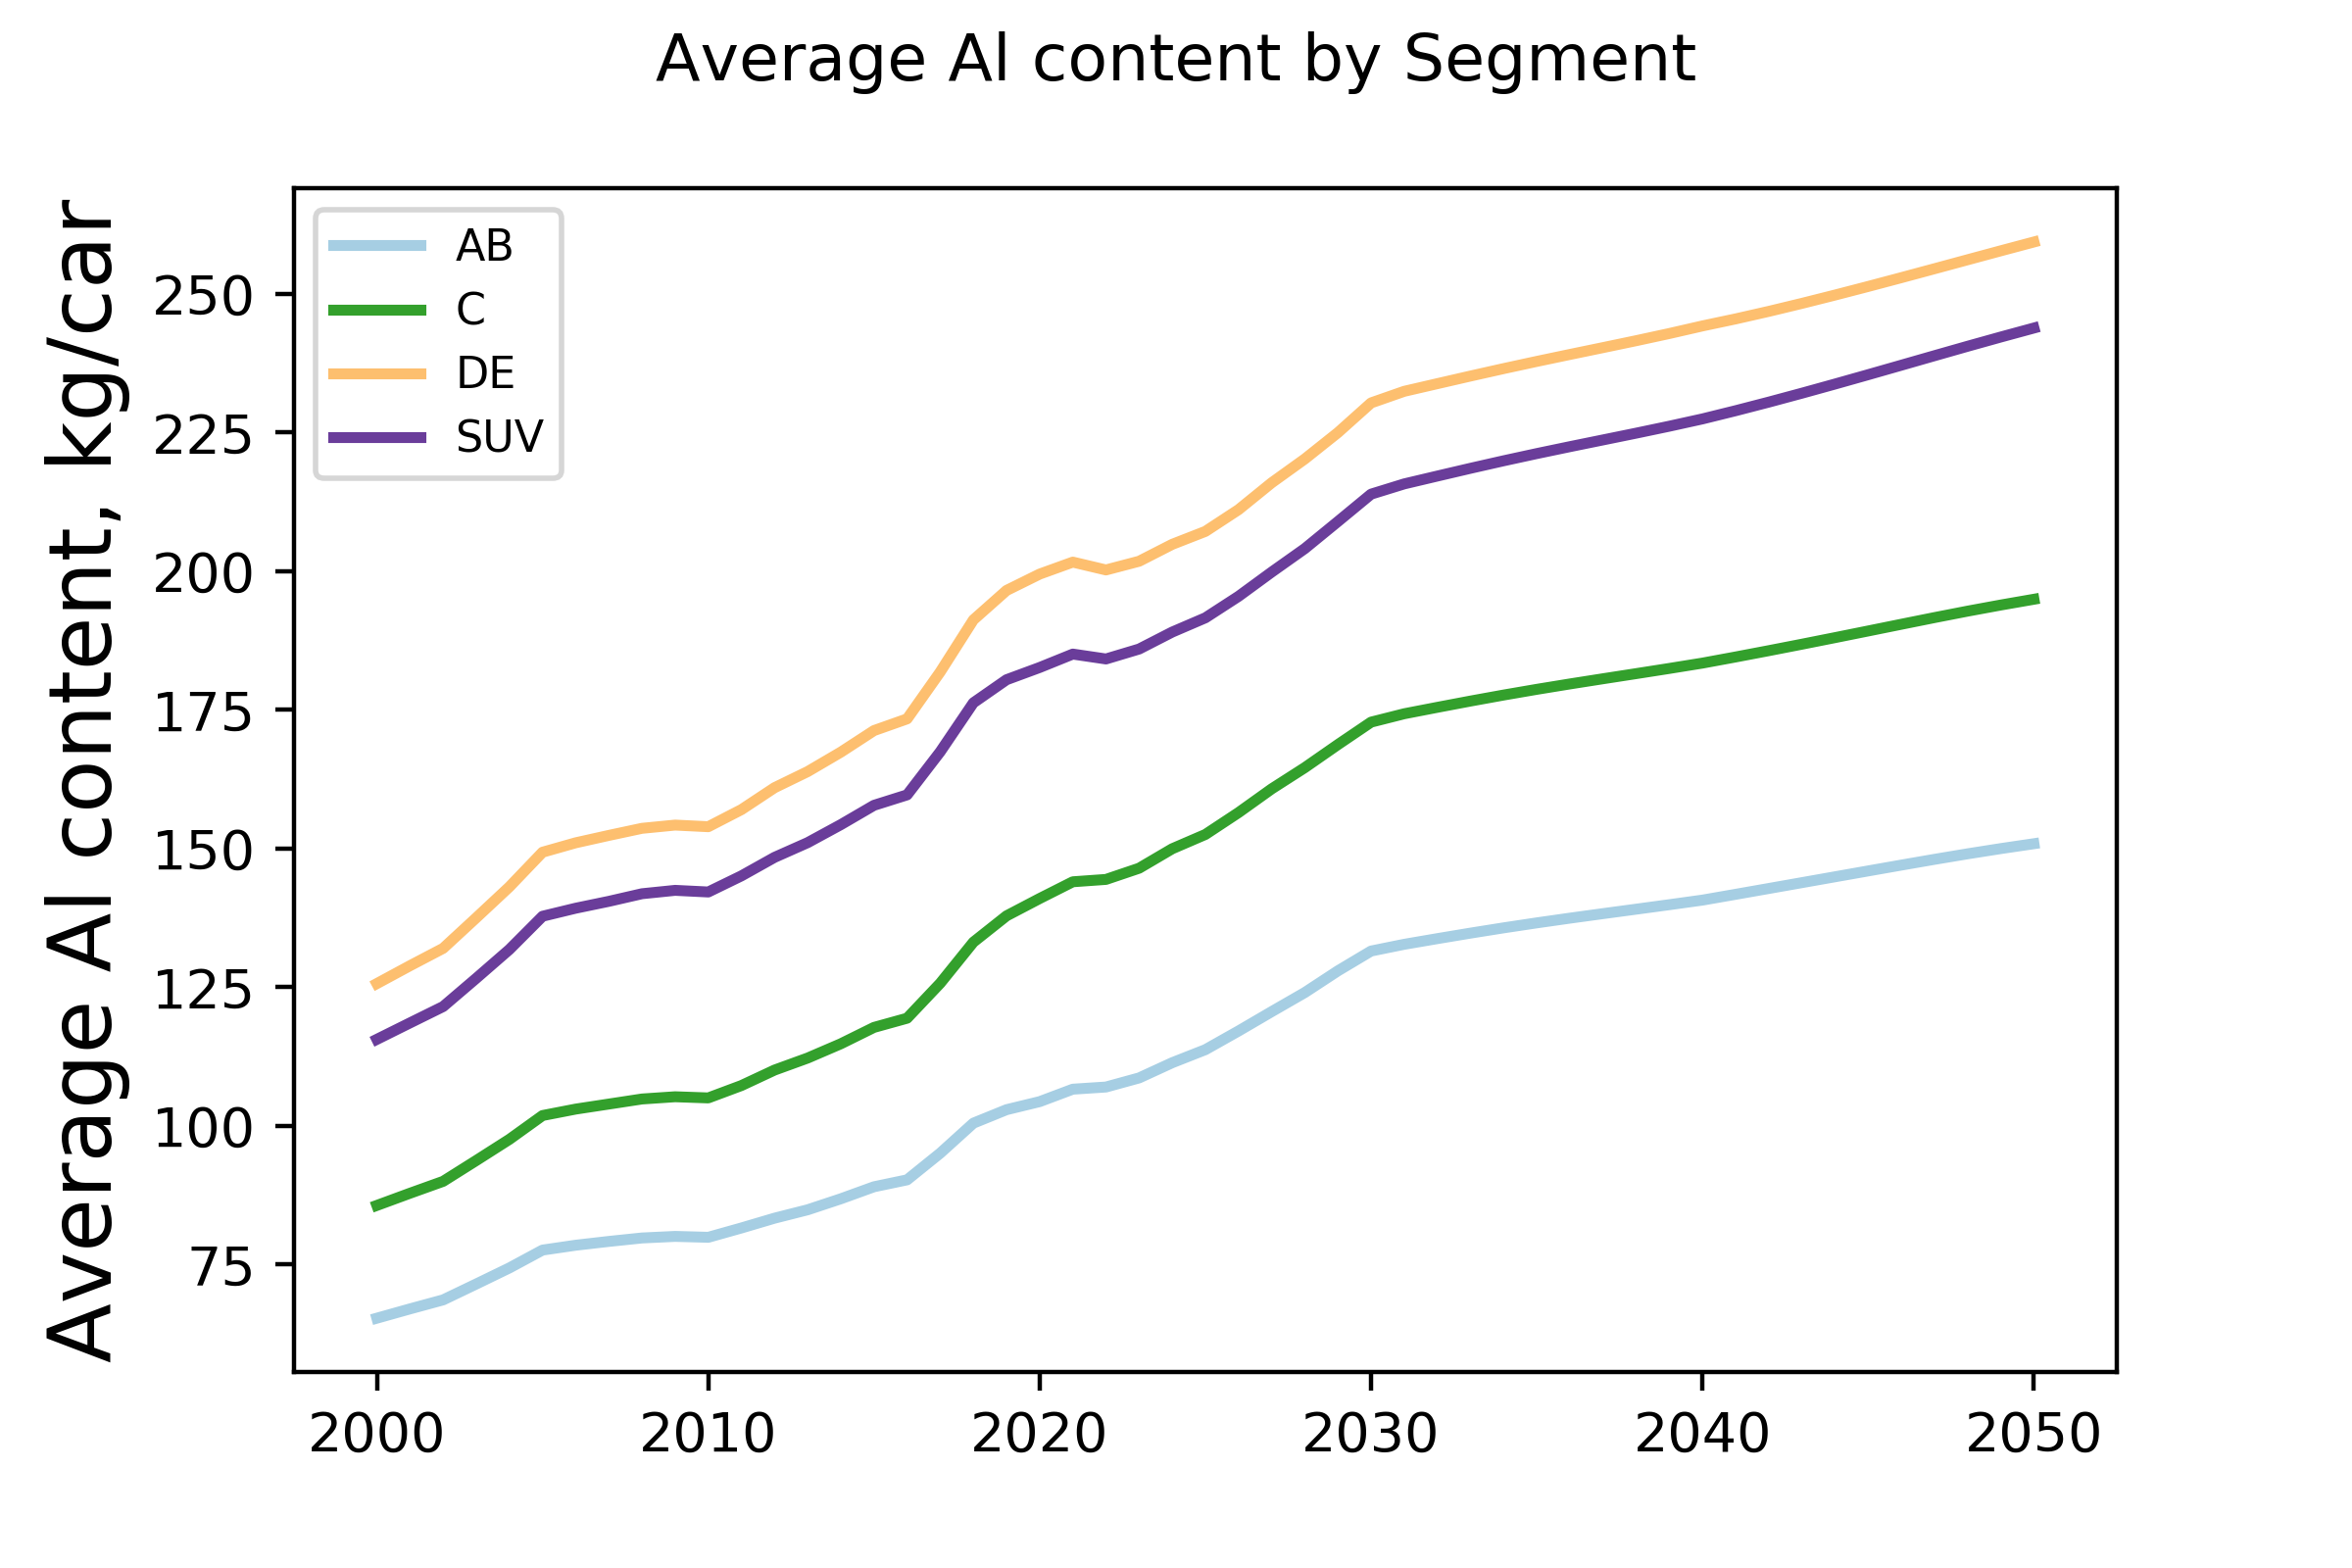 Average Al content by Segment
Average Al content, kg/car
AB
C
DE
SUV
250
225
200
175
150
125
100
75
2000 2010 2020 2030 2040 2050